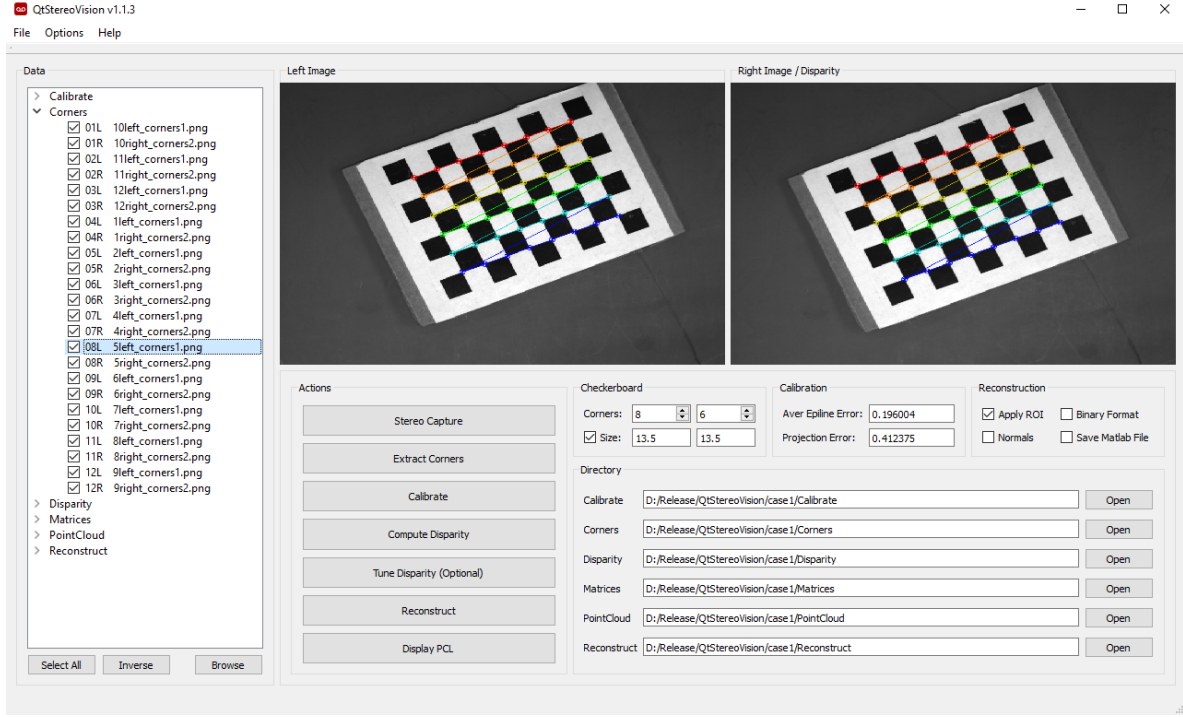 QtStereoVision v1.1.3
File Options Help
Data
Calibrate
Corners
01L 10left_corners1.png
01R 10right_corners2.png
02L 11left_corners1.png
02R 11right_corners2.png
03L 12left_corners1.png
03R 12right_corners2.png
04L 1left_corners1.png
04R 1right_corners2.png
05L 2left_corners1.png
05R 2right_corners2.png
06L 3left_corners1.png
06R 3right_corners2.png
07L 4left_corners1.png
07R 4right_corners2.png
08L 5left_corners1.png
08R 5right_corners2.png
09L 6left_corners1.png
09R 6right_corners2.png
10L 7left_corners1.png
10R 7right_corners2.png
11L 8left_corners1.png
11R 8right_corners2.png
12L 9left_corners1.png
12R 9right_corners2.png
Disparity
Matrices
PointCloud
Reconstruct
Select All Inverse Browse
Left Image
Right Image / Disparity
Actions
Stereo Capture
Extract Corners
Calibrate
Compute Disparity
Tune Disparity (Optional)
Reconstruct
Display PCL
Checkerboard
Corners: 8 6
Size: 13.5 13.5
Calibration
Aver Epiline Error: 0.196004
Projection Error: 0.412375
Reconstruction
Apply ROI Binary Format
Normals Save Matlab File
Directory
Calibrate D:/Release/QtStereoVision/case1/Calibrate Open
Corners D:/Release/QtStereoVision/case1/Corners Open
Disparity D:/Release/QtStereoVision/case1/Disparity Open
Matrices D:/Release/QtStereoVision/case1/Matrices Open
PointCloud D:/Release/QtStereoVision/case1/PointCloud Open
Reconstruct D:/Release/QtStereoVision/case1/Reconstruct Open